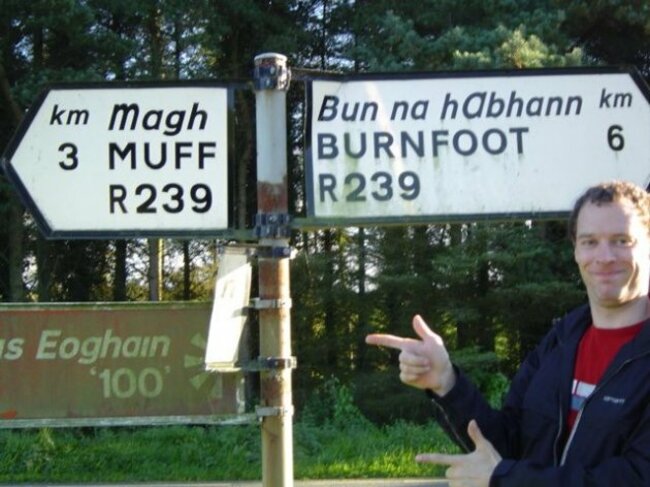 km Magh
3 MUFF
R239
Bun na hAbhann km
BURNFOOT 6
R239
Eoghain
'100'